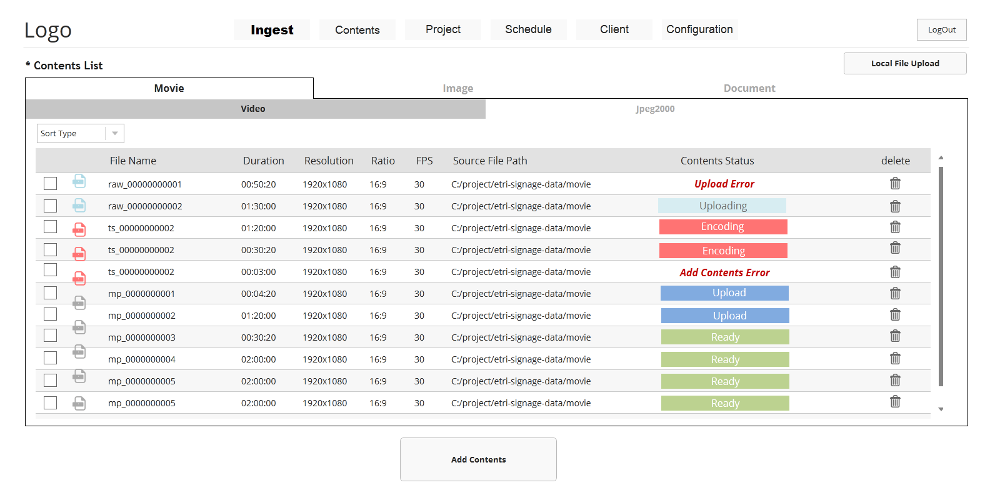 Logo
Ingest Contents Project Schedule Client Configuration LogOut
* Contents List
Local File Upload
Movie Image Document
Video Jpeg2000
Sort Type
File Name Duration Resolution Ratio FPS Source File Path Contents Status delete
raw_00000000001 00:50:20 1920x1080 16:9 30 C:/project/etri-signage-data/movie Upload Error
raw_00000000002 01:30:00 1920x1080 16:9 30 C:/project/etri-signage-data/movie Uploading
ts_00000000002 01:20:00 1920x1080 16:9 30 C:/project/etri-signage-data/movie Encoding
ts_00000000002 00:30:20 1920x1080 16:9 30 C:/project/etri-signage-data/movie Encoding
ts_00000000002 00:03:00 1920x1080 16:9 30 C:/project/etri-signage-data/movie Add Contents Error
mp_0000000001 00:04:20 1920x1080 16:9 30 C:/project/etri-signage-data/movie Upload
mp_0000000002 01:20:00 1920x1080 16:9 30 C:/project/etri-signage-data/movie Upload
mp_0000000003 00:30:20 1920x1080 16:9 30 C:/project/etri-signage-data/movie Ready
mp_0000000004 02:00:00 1920x1080 16:9 30 C:/project/etri-signage-data/movie Ready
mp_0000000005 02:00:00 1920x1080 16:9 30 C:/project/etri-signage-data/movie Ready
mp_0000000005 02:00:00 1920x1080 16:9 30 C:/project/etri-signage-data/movie Ready
Add Contents